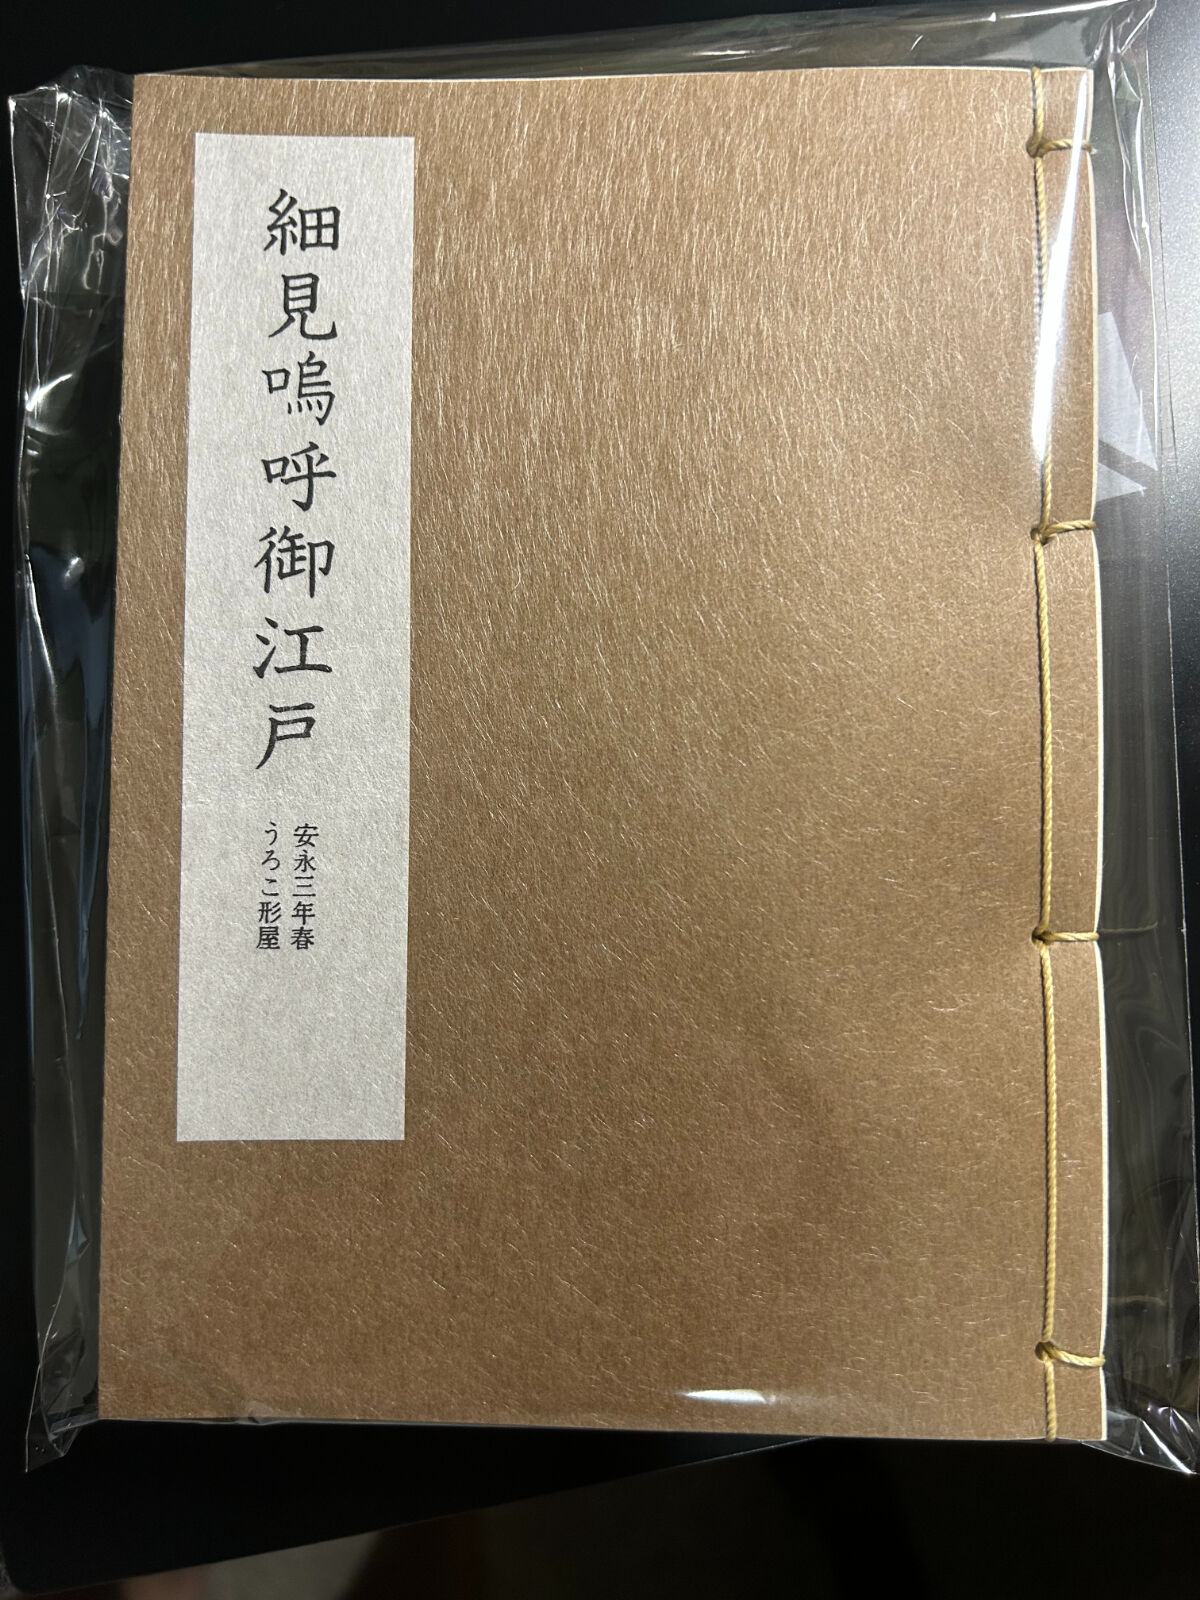 細見嗚呼御江戸
安永三年春
うろこ形屋